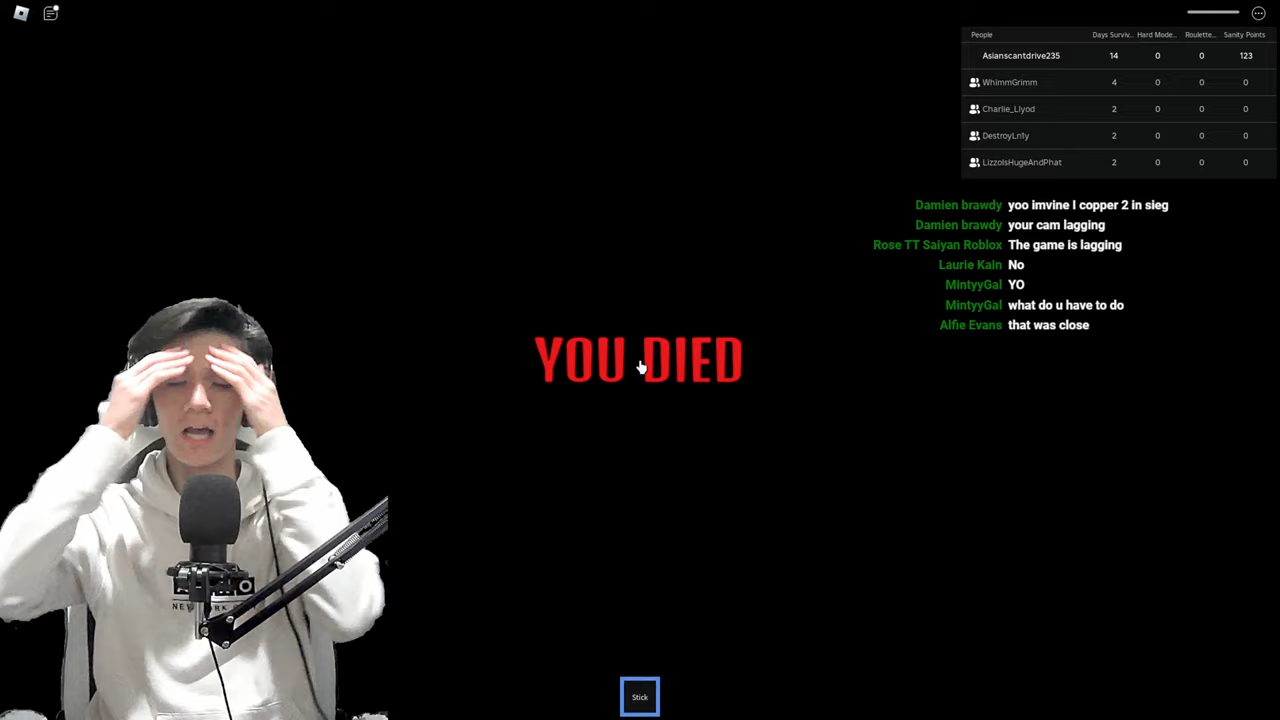 People Days Surviv... Hard Mode... Roulette... Sanity Points
Asianscantdrive235 14 0 0 123
WhimmGrimm 4 0 0 0
Charlie_Llyod 2 0 0 0
DestroyLn1y 2 0 0 0
LizzoIsHugeAndPhat 2 0 0 0
Damien brawdy yoo imvine I copper 2 in sieg
Damien brawdy your cam lagging
Rose TT Saiyan Roblox The game is lagging
Laurie Kain No
MintyyGal YO
MintyyGal what do u have to do
Alfie Evans that was close
YOU DIED
Stick